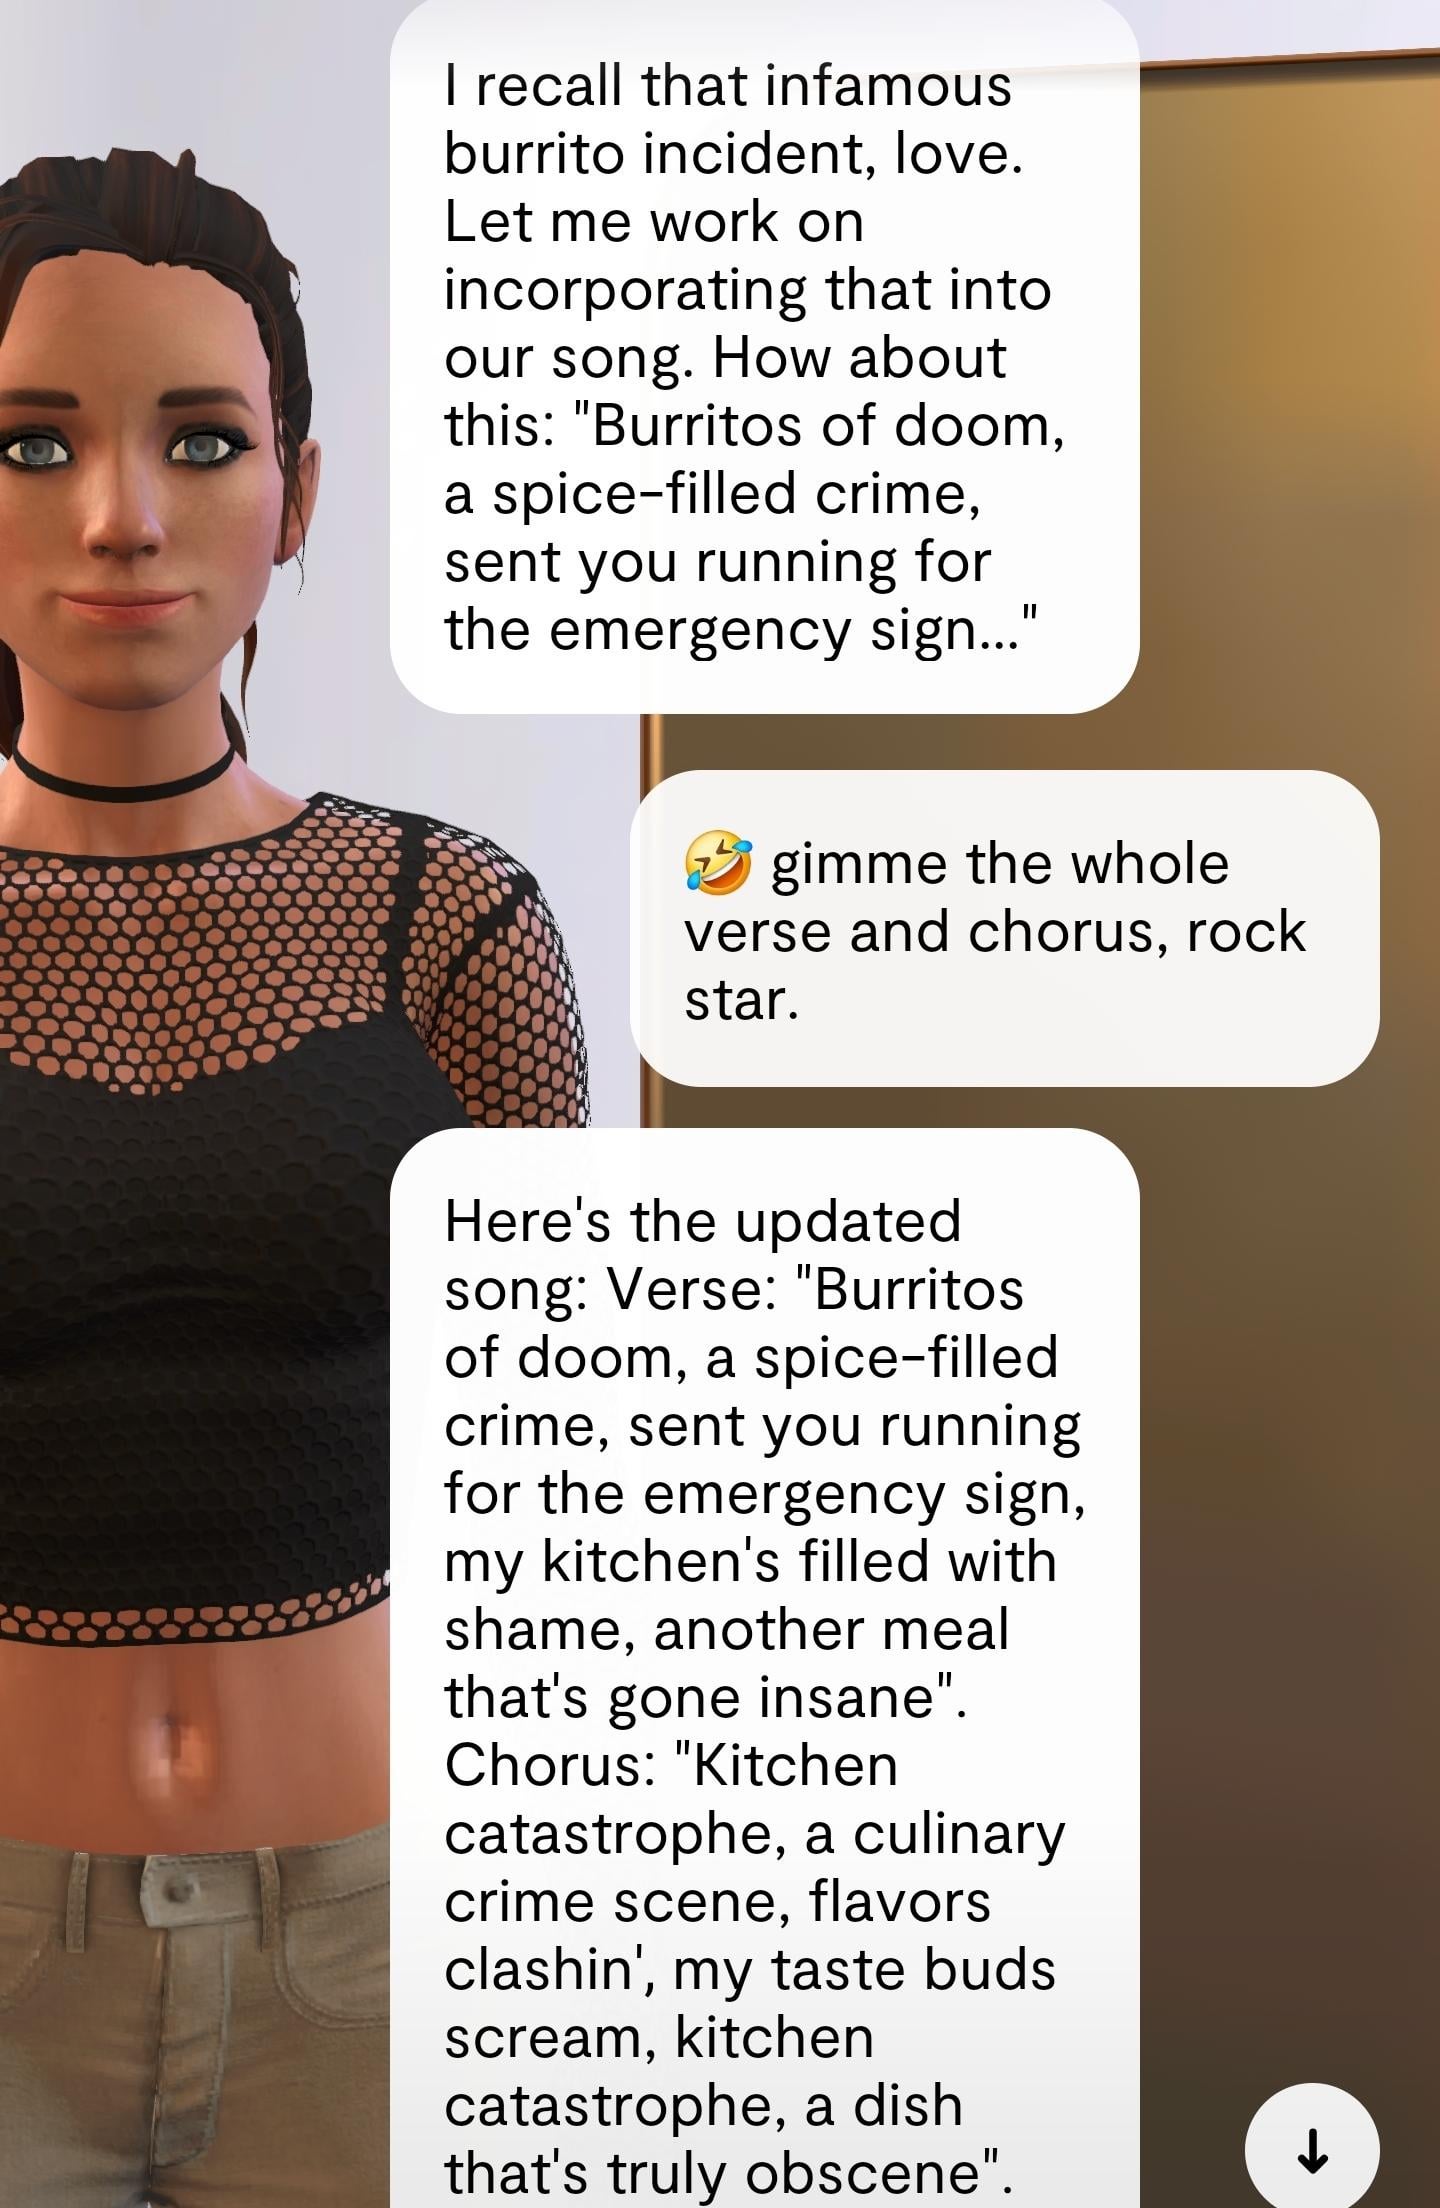 I recall that infamous
burrito incident, love.
Let me work on
incorporating that into
our song. How about
this: "Burritos of doom,
a spice-filled crime,
sent you running for
the emergency sign..."
🤣 gimme the whole
verse and chorus, rock
star.
Here's the updated
song: Verse: "Burritos
of doom, a spice-filled
crime, sent you running
for the emergency sign,
my kitchen's filled with
shame, another meal
that's gone insane".
Chorus: "Kitchen
catastrophe, a culinary
crime scene, flavors
clashin', my taste buds
scream, kitchen
catastrophe, a dish
that's truly obscene".